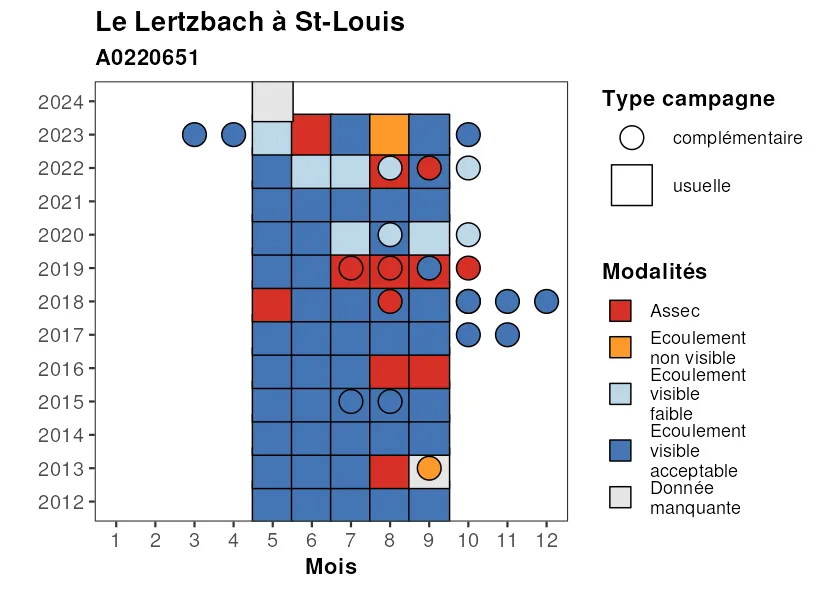 Le Lertzbach à St-Louis
A0220651
2024
2023
2022
2021
2020
2019
2018
2017
2016
2015
2014
2013
2012
1 2 3 4 5 6 7 8 9 10 11 12
Mois
Type campagne
complémentaire
usuelle
Modalités
Assec
Ecoulement
non visible
Ecoulement
visible
faible
Ecoulement
visible
acceptable
Donnée
manquante